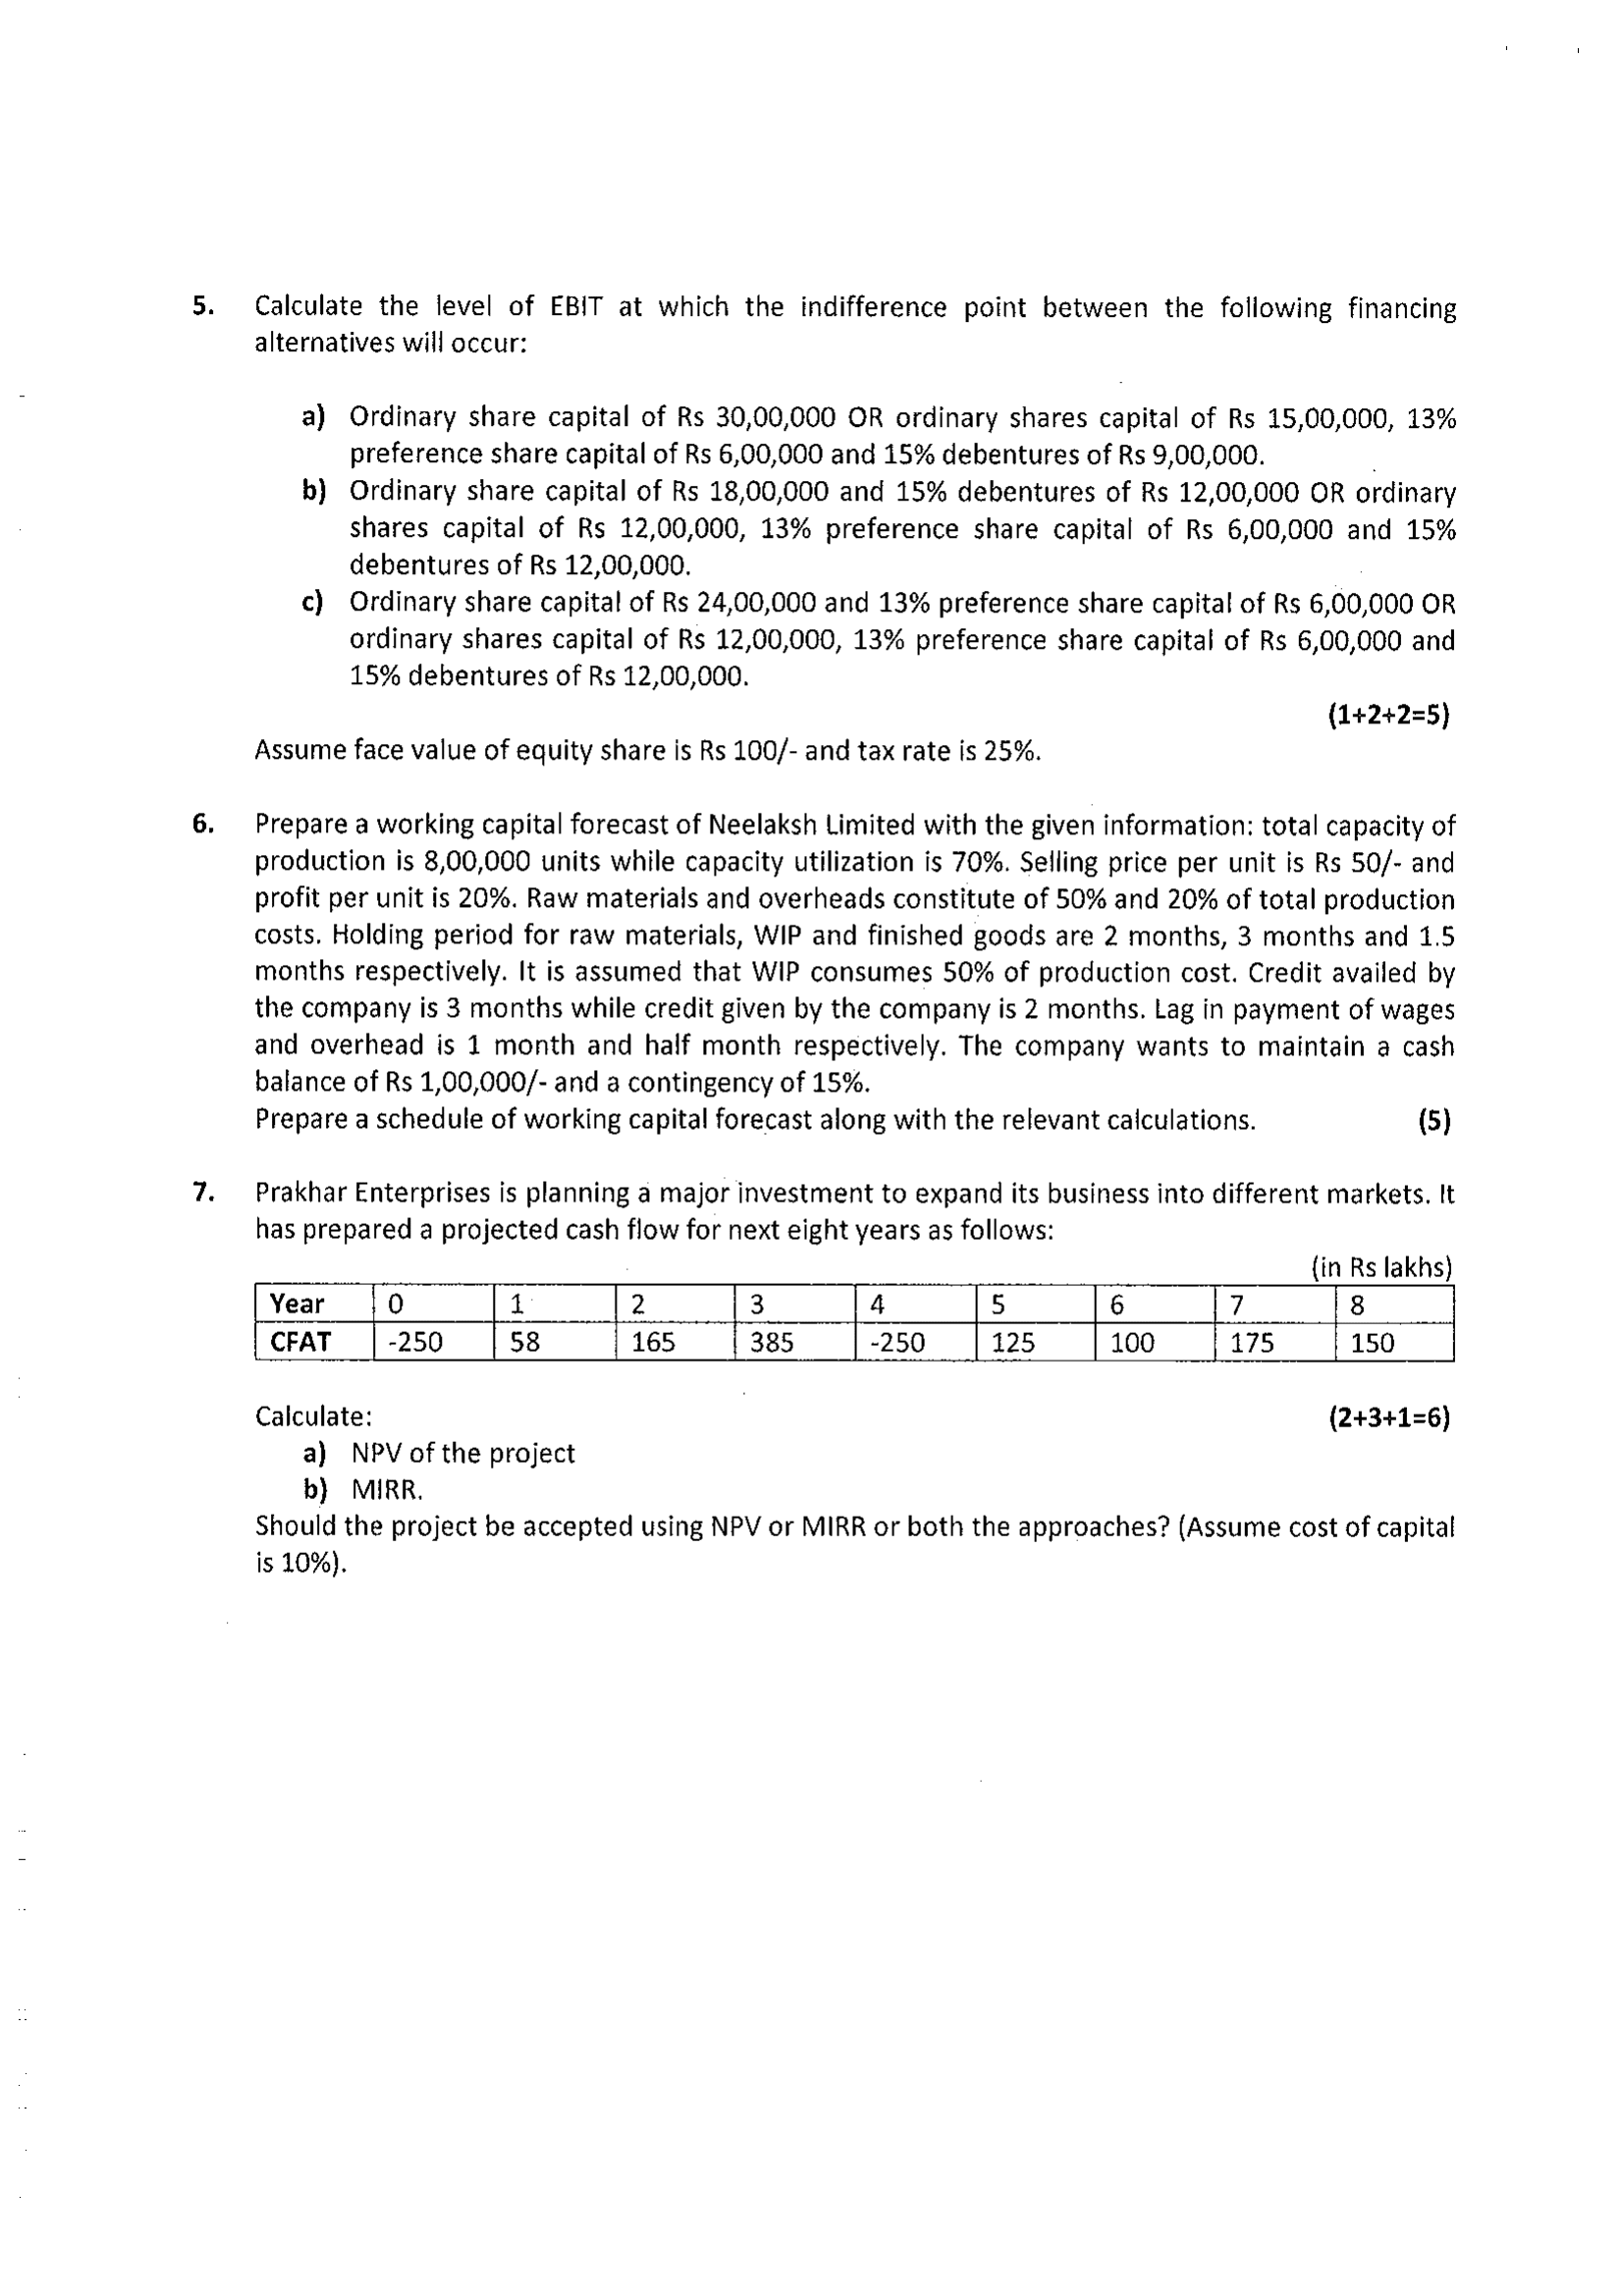 5. Calculate the level of EBIT at which the indifference point between the following financing
alternatives will occur:
a) Ordinary share capital of Rs 30,00,000 OR ordinary shares capital of Rs 15,00,000, 13%
preference share capital of Rs 6,00,000 and 15% debentures of Rs 9,00,000.
b) Ordinary share capital of Rs 18,00,000 and 15% debentures of Rs 12,00,000 OR ordinary
shares capital of Rs 12,00,000, 13% preference share capital of Rs 6,00,000 and 15%
debentures of Rs 12,00,000.
c) Ordinary share capital of Rs 24,00,000 and 13% preference share capital of Rs 6,00,000 OR
ordinary shares capital of Rs 12,00,000, 13% preference share capital of Rs 6,00,000 and
15% debentures of Rs 12,00,000.
(1+2+2=5)
Assume face value of equity share is Rs 100/- and tax rate is 25%.
6. Prepare a working capital forecast of Neelaksh Limited with the given information: total capacity of
production is 8,00,000 units while capacity utilization is 70%. Selling price per unit is Rs 50/- and
profit per unit is 20%. Raw materials and overheads constitute of 50% and 20% of total production
costs. Holding period for raw materials, WIP and finished goods are 2 months, 3 months and 1.5
months respectively. It is assumed that WIP consumes 50% of production cost. Credit availed by
the company is 3 months while credit given by the company is 2 months. Lag in payment of wages
and overhead is 1 month and half month respectively. The company wants to maintain a cash
balance of Rs 1,00,000/- and a contingency of 15%.
Prepare a schedule of working capital forecast along with the relevant calculations. (5)
7. Prakhar Enterprises is planning a major investment to expand its business into different markets. It
has prepared a projected cash flow for next eight years as follows:
(in Rs lakhs)
Year 0 1 2 3 4 5 6 7 8
CFAT -250 58 165 385 -250 125 100 175 150
Calculate: (2+3+1=6)
a) NPV of the project
b) MIRR.
Should the project be accepted using NPV or MIRR or both the approaches? (Assume cost of capital
is 10%).